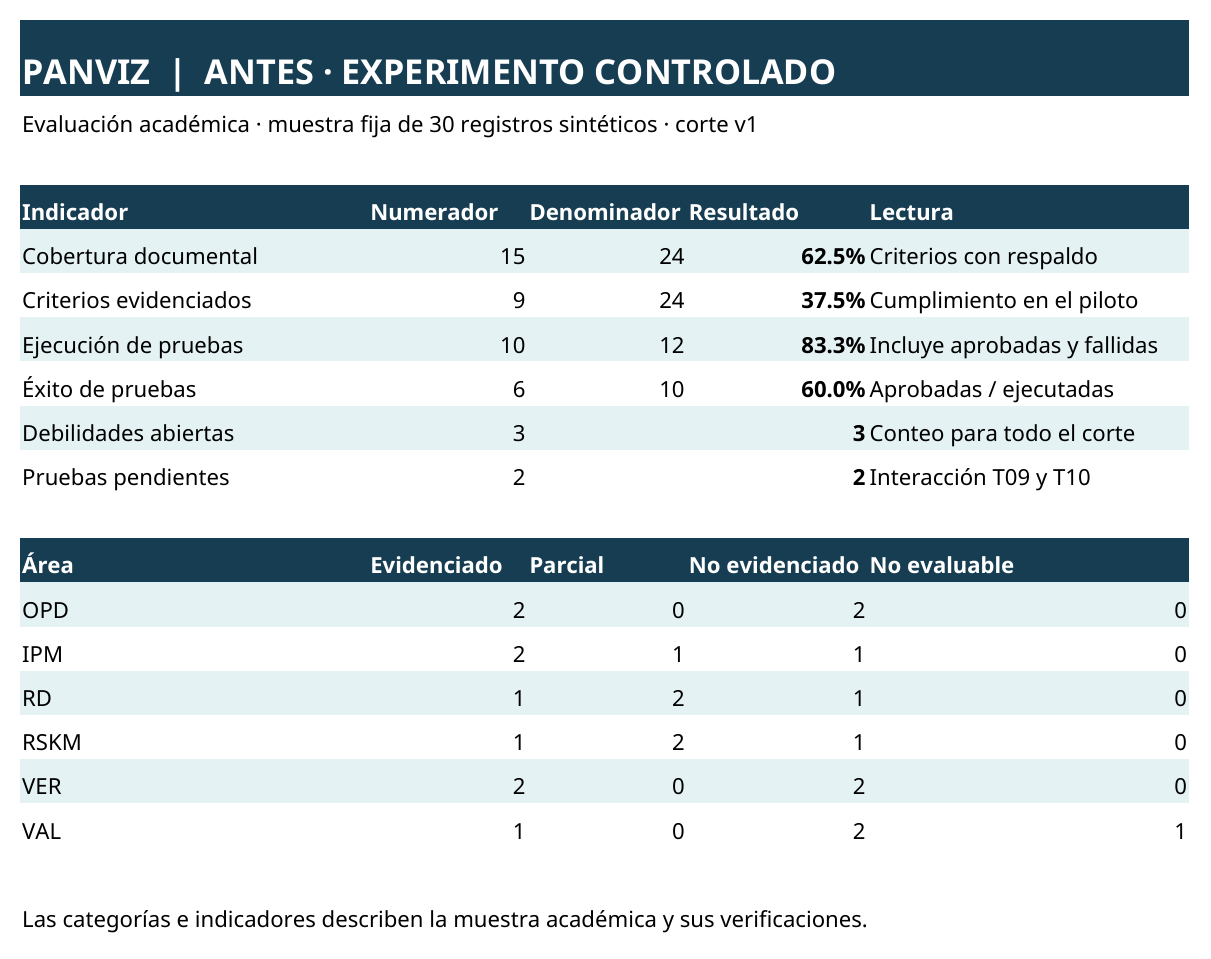 PANVIZ | ANTES · EXPERIMENTO CONTROLADO
Evaluación académica · muestra fija de 30 registros sintéticos · corte v1
Indicador Numerador Denominador Resultado Lectura
Cobertura documental 15 24 62.5% Criterios con respaldo
Criterios evidenciados 9 24 37.5% Cumplimiento en el piloto
Ejecución de pruebas 10 12 83.3% Incluye aprobadas y fallidas
Éxito de pruebas 6 10 60.0% Aprobadas / ejecutadas
Debilidades abiertas 3 3 Conteo para todo el corte
Pruebas pendientes 2 2 Interacción T09 y T10
Área Evidenciado Parcial No evidenciado No evaluable
OPD 2 0 2 0
IPM 2 1 1 0
RD 1 2 1 0
RSKM 1 2 1 0
VER 2 0 2 0
VAL 1 0 2 1
Las categorías e indicadores describen la muestra académica y sus verificaciones.